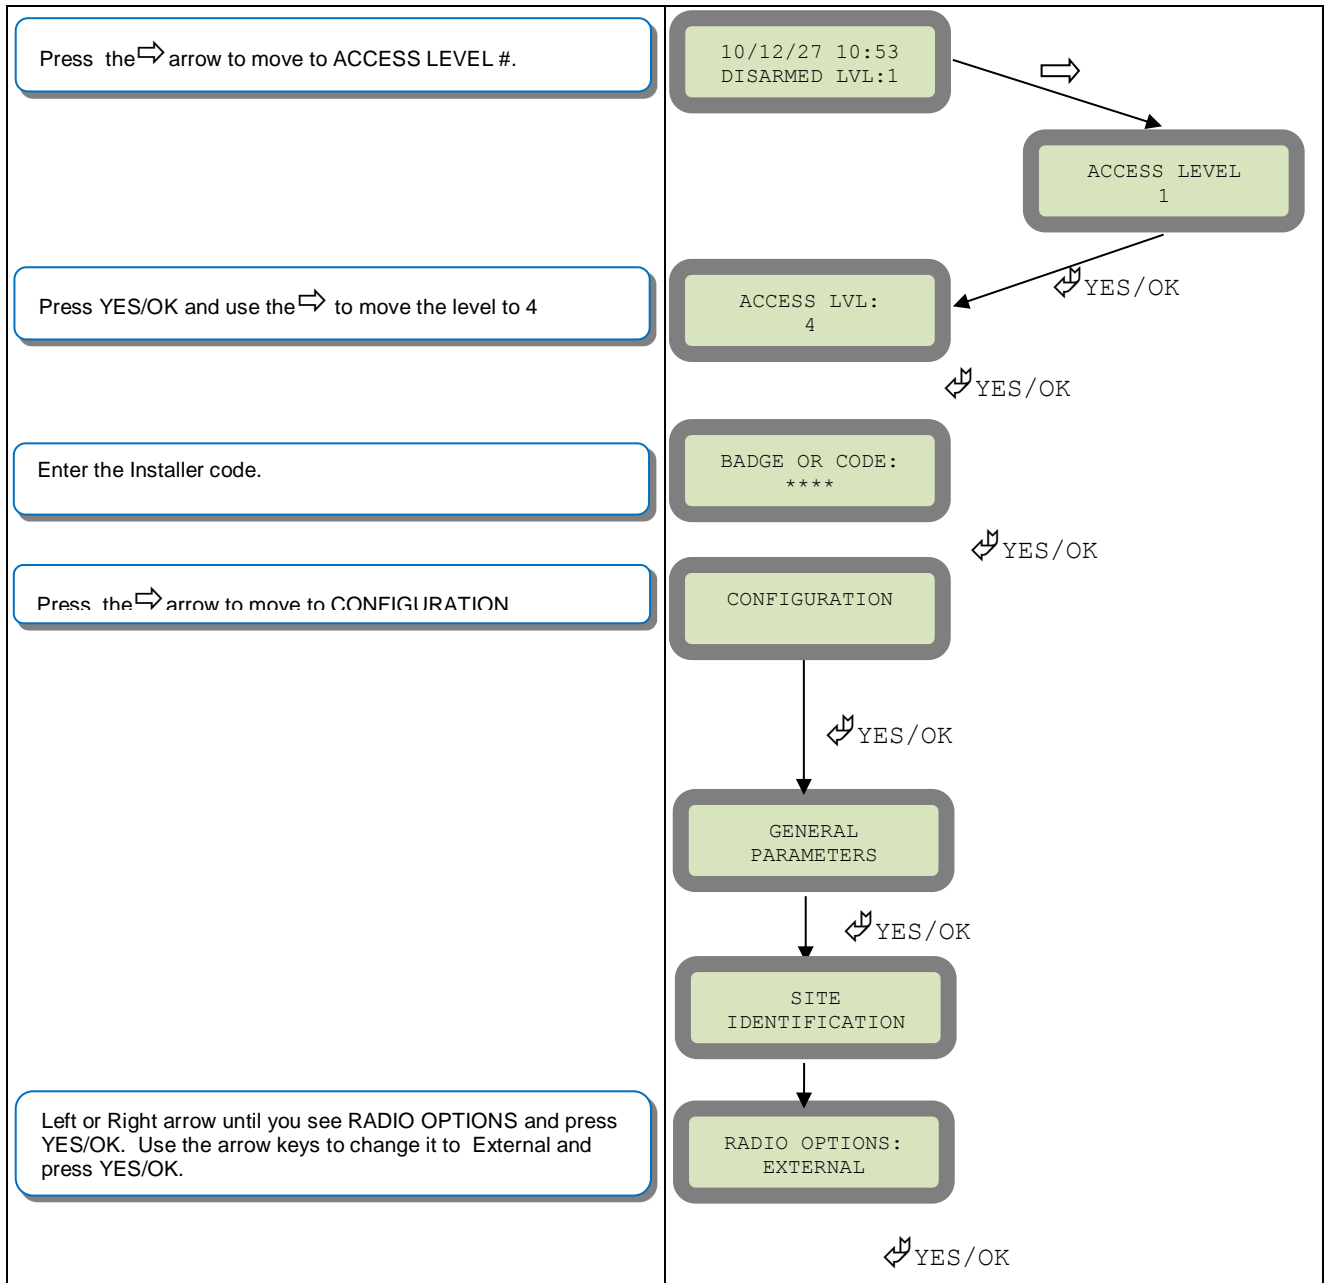 Press the⇨ arrow to move to ACCESS LEVEL #.
10/12/27 10:53
DISARMED LVL:1
⇨
ACCESS LEVEL
1
YES/OK
Press YES/OK and use the ⇨ to move the level to 4
ACCESS LVL:
4
YES/OK
Enter the Installer code.
BADGE OR CODE:
****
YES/OK
Press the⇨ arrow to move to CONFIGURATION
CONFIGURATION
YES/OK
GENERAL
PARAMETERS
YES/OK
SITE
IDENTIFICATION
Left or Right arrow until you see RADIO OPTIONS and press
YES/OK. Use the arrow keys to change it to External and
press YES/OK.
RADIO OPTIONS:
EXTERNAL
YES/OK